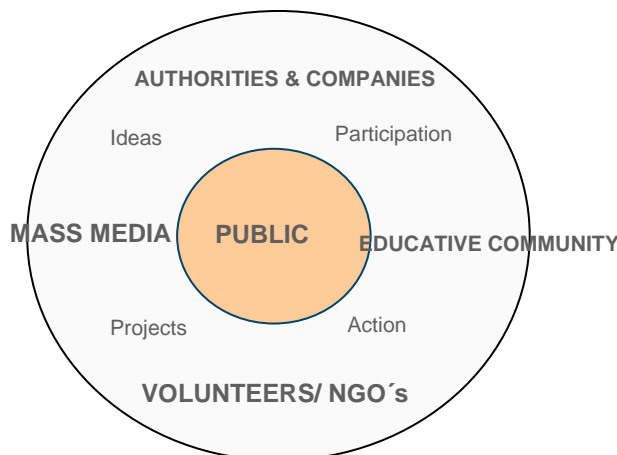 AUTHORITIES & COMPANIES
Ideas
Participation
MASS MEDIA
PUBLIC
EDUCATIVE COMMUNITY
Projects
Action
VOLUNTEERS/ NGO´s